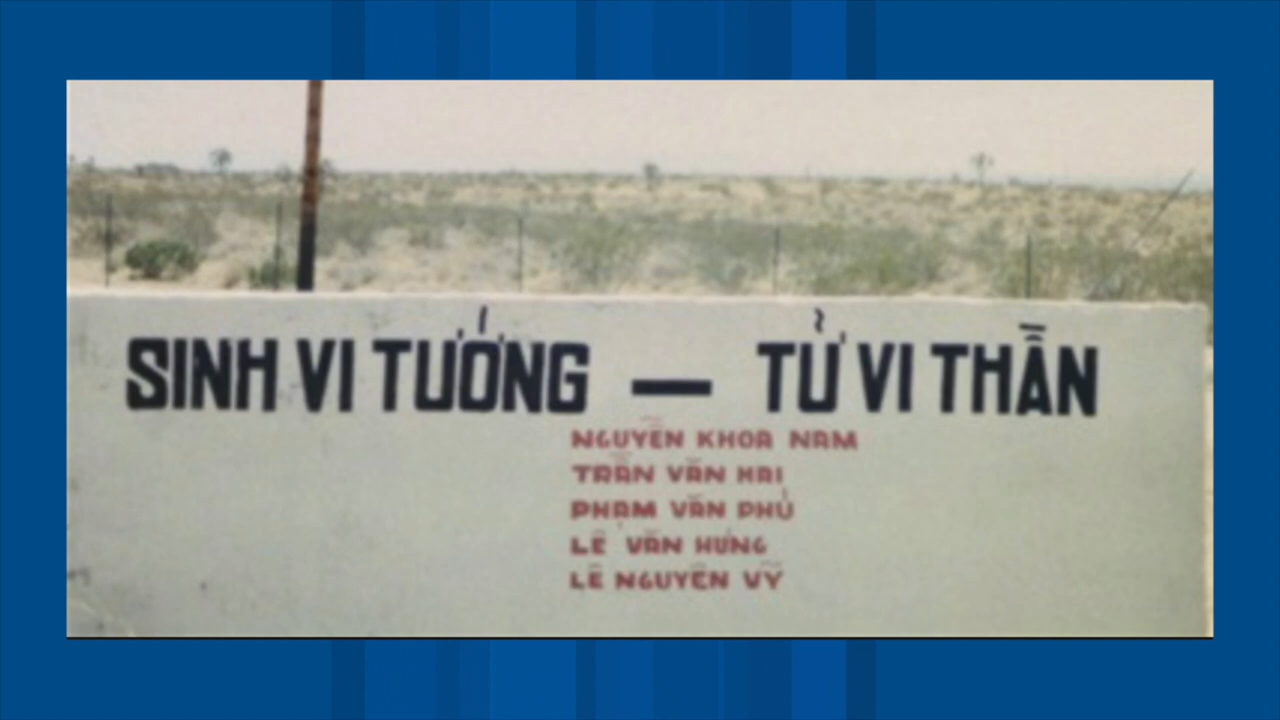 SINH VI TƯỚNG — TỬ VI THẦN
NGUYỄN KHOA NAM
TRẦN VĂN HAI
PHẠM VĂN PHÚ
LÊ VĂN HƯNG
LÊ NGUYÊN VỸ